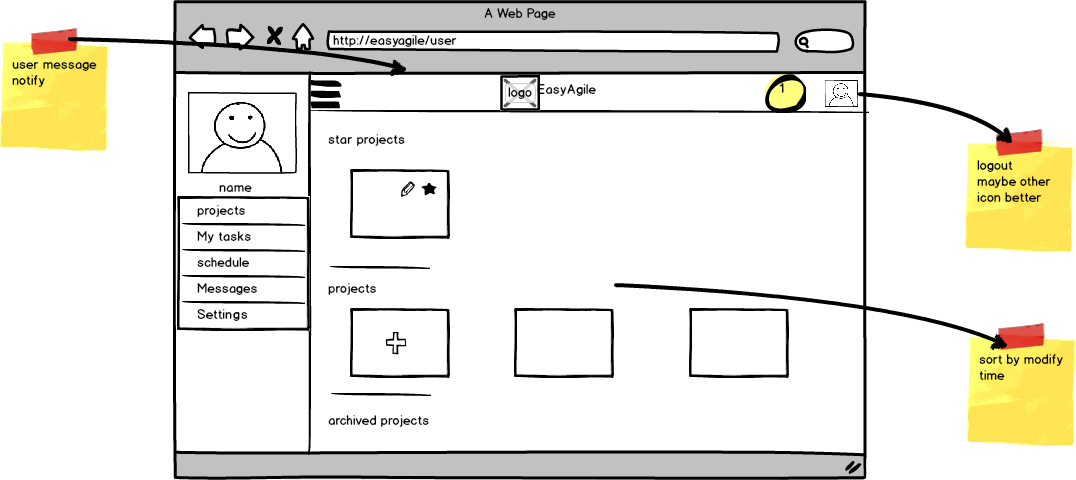 A Web Page
http://easyagile/user
user message
notify
logo
EasyAgile
1
logout
maybe other
icon better
name
projects
My tasks
schedule
Messages
Settings
star projects
projects
sort by modify
time
archived projects